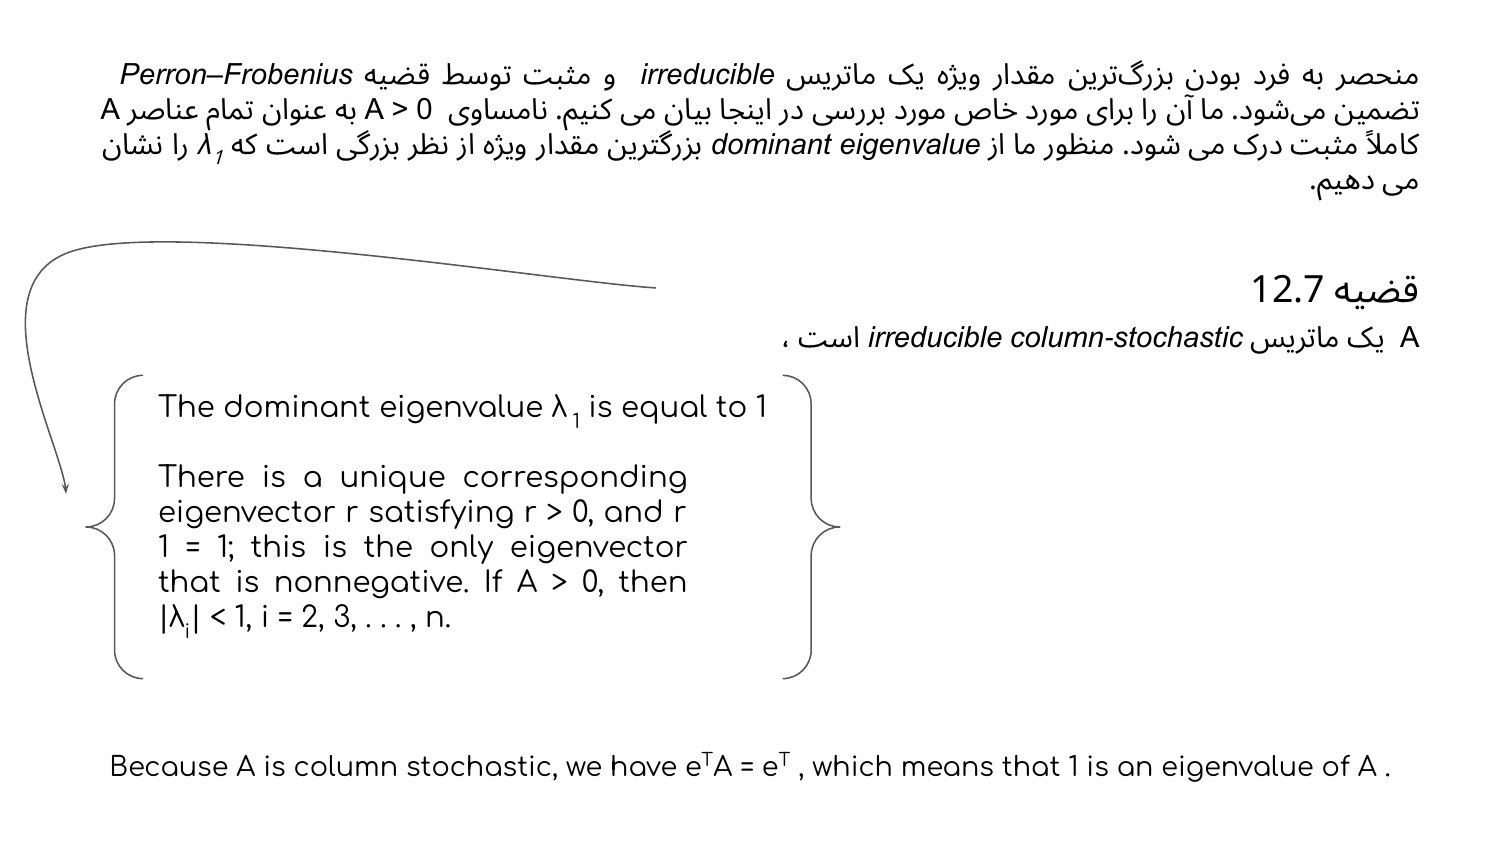 منحصر به فرد بودن بزرگ‌ترین مقدار ویژه یک ماتریس irreducible و مثبت توسط قضیه Perron–Frobenius
تضمین می‌شود. ما آن را برای مورد خاص مورد بررسی در اینجا بیان می کنیم. نامساوی A > 0 به عنوان تمام عناصر A
کاملاً مثبت درک می شود. منظور ما از dominant eigenvalue بزرگترین مقدار ویژه از نظر بزرگی است که λ₁ را نشان
می دهیم.
قضیه 12.7
A یک ماتریس irreducible column-stochastic است ،
The dominant eigenvalue λ₁ is equal to 1
There is a unique corresponding
eigenvector r satisfying r > 0, and r
1 = 1; this is the only eigenvector
that is nonnegative. If A > 0, then
|λᵢ| < 1, i = 2, 3, . . . , n.
Because A is column stochastic, we have eᵀA = eᵀ , which means that 1 is an eigenvalue of A .